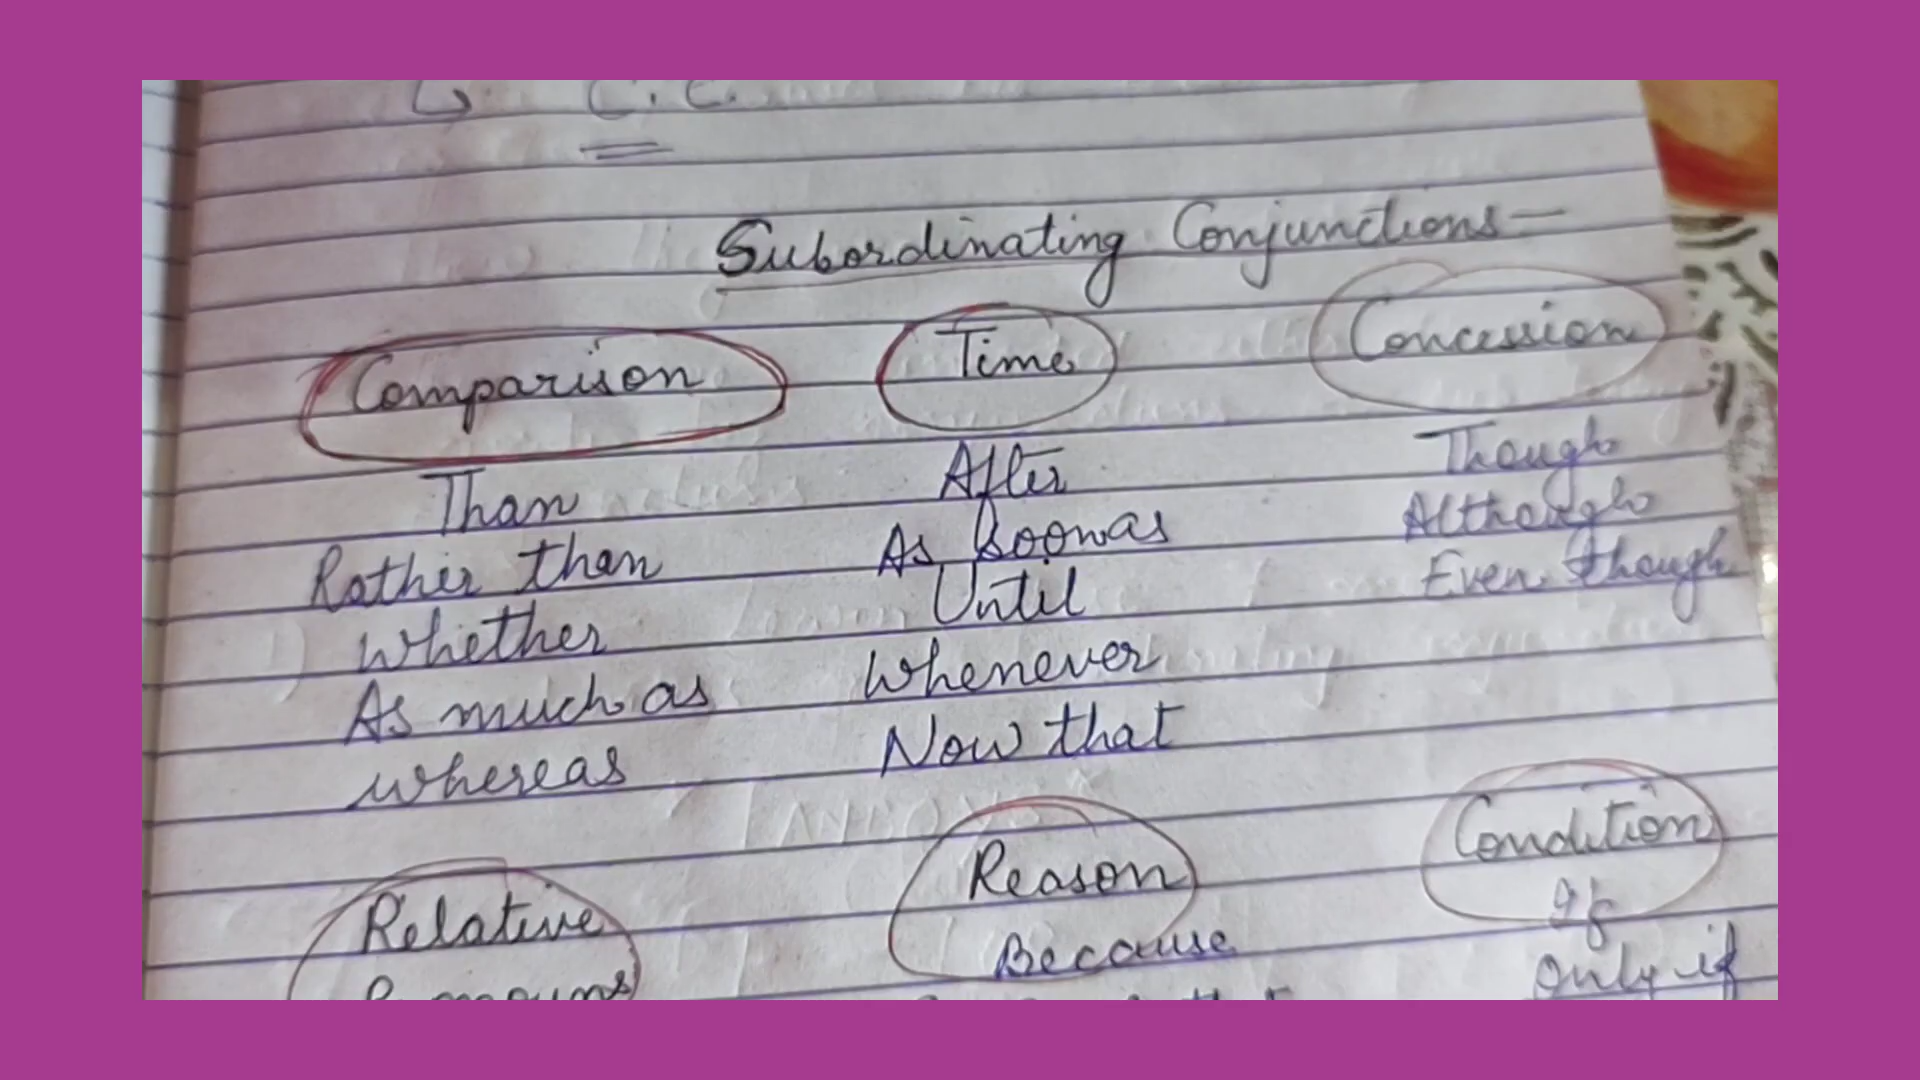 ↳ C.C.
Subordinating Conjunctions—
Comparison
Than
Rather than
Whether
As much as
whereas
Time
After
As soon as
Until
Whenever
Now that
Concession
Though
Although
Even though
Relative
Pronouns
Reason
Because
Condition
If
Only if